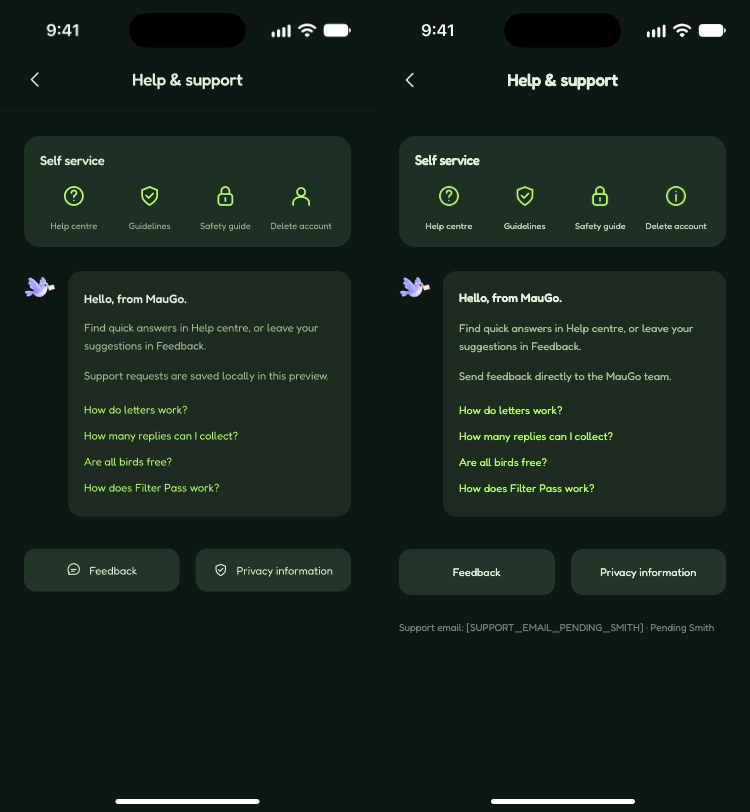 9:41
Help & support
Self service
Help centre
Guidelines
Safety guide
Delete account
Hello, from MauGo.
Find quick answers in Help centre, or leave your
suggestions in Feedback.
Support requests are saved locally in this preview.
How do letters work?
How many replies can I collect?
Are all birds free?
How does Filter Pass work?
Feedback
Privacy information
9:41
Help & support
Self service
Help centre
Guidelines
Safety guide
Delete account
Hello, from MauGo.
Find quick answers in Help centre, or leave your
suggestions in Feedback.
Send feedback directly to the MauGo team.
How do letters work?
How many replies can I collect?
Are all birds free?
How does Filter Pass work?
Feedback
Privacy information
Support email: [SUPPORT_EMAIL_PENDING_SMITH] · Pending Smith